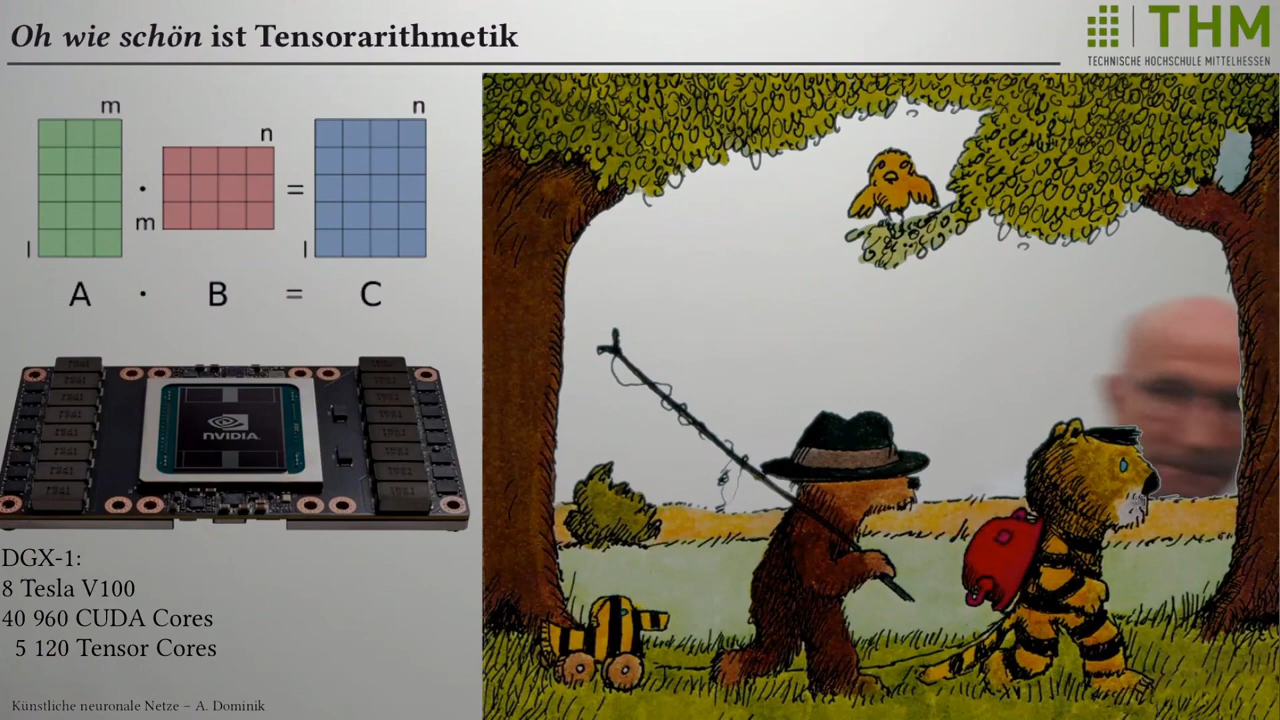 Oh wie schön ist Tensorarithmetik
THM
TECHNISCHE HOCHSCHULE MITTELHESSEN
m
n
n
·
=
m
l
l
A · B = C
NVIDIA.
DGX-1:
8 Tesla V100
40 960 CUDA Cores
5 120 Tensor Cores
Künstliche neuronale Netze – A. Dominik